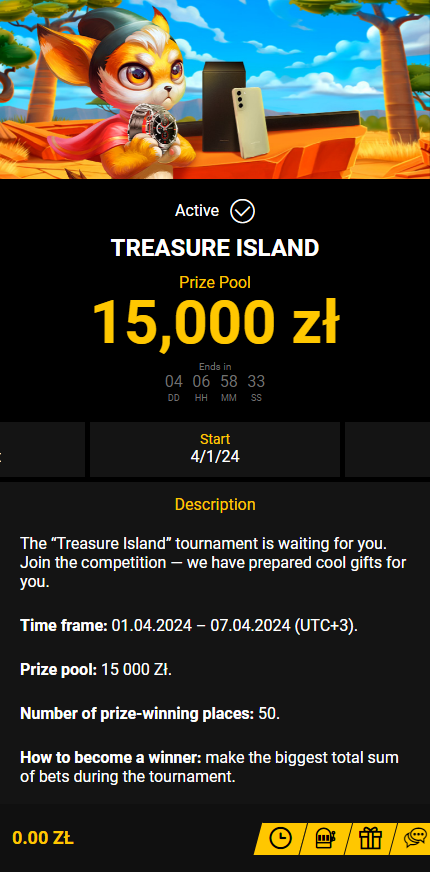 Active
TREASURE ISLAND
Prize Pool
15,000 zł
Ends in
04 06 58 33
DD HH MM SS
Start
4/1/24
Description
The “Treasure Island” tournament is waiting for you.
Join the competition — we have prepared cool gifts for
you.
Time frame: 01.04.2024 – 07.04.2024 (UTC+3).
Prize pool: 15 000 Zł.
Number of prize-winning places: 50.
How to become a winner: make the biggest total sum
of bets during the tournament.
0.00 ZŁ